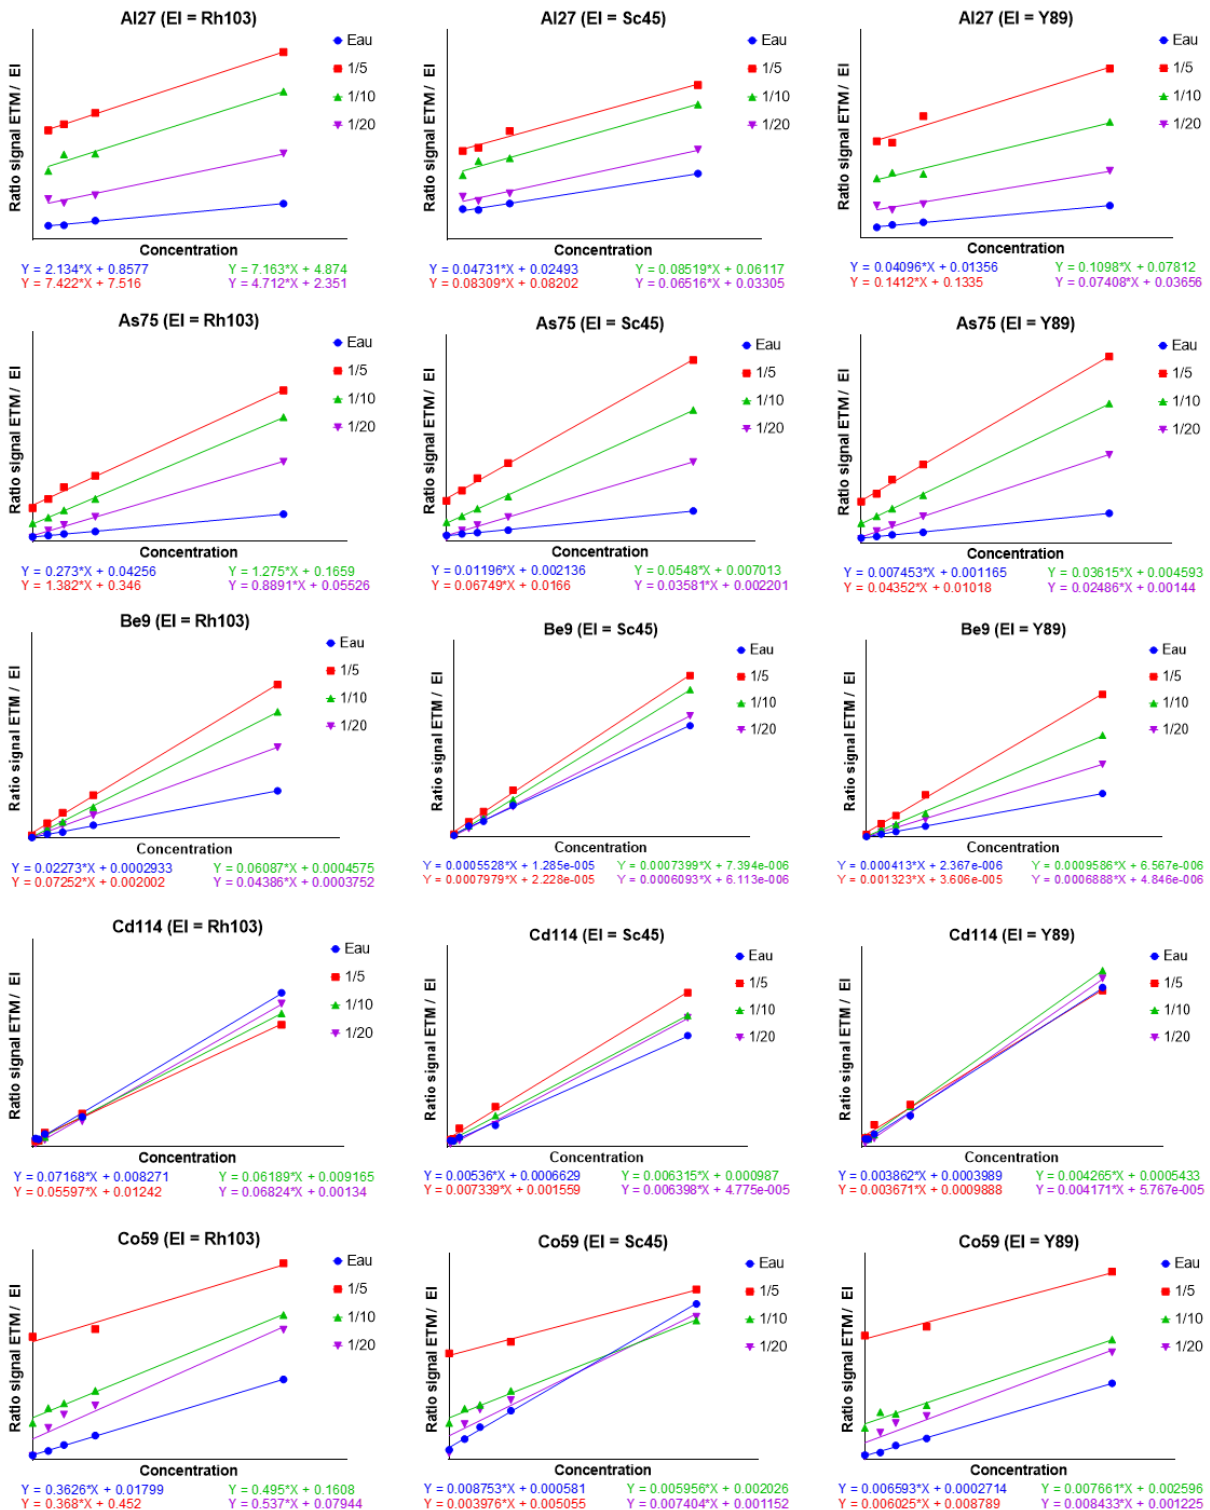 Al27 (EI = Rh103)
Ratio signal ETM / EI
Eau
1/5
1/10
1/20
Concentration
Y = 2.134*X + 0.8577
Y = 7.163*X + 4.874
Y = 7.422*X + 7.516
Y = 4.712*X + 2.351
Al27 (EI = Sc45)
Ratio signal ETM / EI
Eau
1/5
1/10
1/20
Concentration
Y = 0.04731*X + 0.02493
Y = 0.08519*X + 0.06117
Y = 0.08309*X + 0.08202
Y = 0.06516*X + 0.03305
Al27 (EI = Y89)
Ratio signal ETM / EI
Eau
1/5
1/10
1/20
Concentration
Y = 0.04096*X + 0.01356
Y = 0.1098*X + 0.07812
Y = 0.1412*X + 0.1335
Y = 0.07408*X + 0.03656
As75 (EI = Rh103)
Ratio signal ETM / EI
Eau
1/5
1/10
1/20
Concentration
Y = 0.273*X + 0.04256
Y = 1.275*X + 0.1659
Y = 1.382*X + 0.346
Y = 0.8891*X + 0.05526
As75 (EI = Sc45)
Ratio signal ETM / EI
Eau
1/5
1/10
1/20
Concentration
Y = 0.01196*X + 0.002136
Y = 0.0548*X + 0.007013
Y = 0.06749*X + 0.0166
Y = 0.03581*X + 0.002201
As75 (EI = Y89)
Ratio signal ETM / EI
Eau
1/5
1/10
1/20
Concentration
Y = 0.007453*X + 0.001165
Y = 0.03615*X + 0.004593
Y = 0.04352*X + 0.01018
Y = 0.02486*X + 0.00144
Be9 (EI = Rh103)
Ratio signal ETM / EI
Eau
1/5
1/10
1/20
Concentration
Y = 0.02273*X + 0.0002933
Y = 0.06087*X + 0.0004575
Y = 0.07252*X + 0.002002
Y = 0.04386*X + 0.0003752
Be9 (EI = Sc45)
Ratio signal ETM / EI
Eau
1/5
1/10
1/20
Concentration
Y = 0.0005528*X + 1.285e-005
Y = 0.0007399*X + 7.394e-006
Y = 0.0007979*X + 2.228e-005
Y = 0.0006093*X + 6.113e-006
Be9 (EI = Y89)
Ratio signal ETM / EI
Eau
1/5
1/10
1/20
Concentration
Y = 0.000413*X + 2.367e-006
Y = 0.0009586*X + 6.567e-006
Y = 0.001323*X + 3.606e-005
Y = 0.0006888*X + 4.846e-006
Cd114 (EI = Rh103)
Ratio signal ETM / EI
Eau
1/5
1/10
1/20
Concentration
Y = 0.07168*X + 0.008271
Y = 0.06189*X + 0.009165
Y = 0.05597*X + 0.01242
Y = 0.06824*X + 0.00134
Cd114 (EI = Sc45)
Ratio signal ETM / EI
Eau
1/5
1/10
1/20
Concentration
Y = 0.00536*X + 0.0006629
Y = 0.006315*X + 0.000987
Y = 0.007339*X + 0.001559
Y = 0.006398*X + 4.775e-005
Cd114 (EI = Y89)
Ratio signal ETM / EI
Eau
1/5
1/10
1/20
Concentration
Y = 0.003862*X + 0.0003989
Y = 0.004265*X + 0.0005433
Y = 0.003671*X + 0.0009888
Y = 0.004171*X + 5.767e-005
Co59 (EI = Rh103)
Ratio signal ETM / EI
Eau
1/5
1/10
1/20
Concentration
Y = 0.3626*X + 0.01799
Y = 0.495*X + 0.1608
Y = 0.368*X + 0.452
Y = 0.537*X + 0.07944
Co59 (EI = Sc45)
Ratio signal ETM / EI
Eau
1/5
1/10
1/20
Concentration
Y = 0.008753*X + 0.000581
Y = 0.005956*X + 0.002026
Y = 0.003976*X + 0.005055
Y = 0.007404*X + 0.001152
Co59 (EI = Y89)
Ratio signal ETM / EI
Eau
1/5
1/10
1/20
Concentration
Y = 0.006593*X + 0.0002714
Y = 0.007661*X + 0.002596
Y = 0.006025*X + 0.008789
Y = 0.008433*X + 0.001225